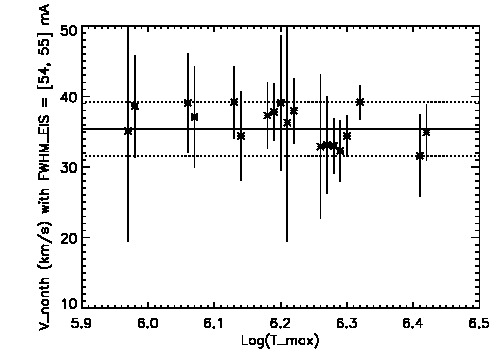 V_nonth (km/s) with FWHM_EIS = [54, 55] mA
50
40
30
20
10
5.9 6.0 6.1 6.2 6.3 6.4 6.5
Log(T_max)